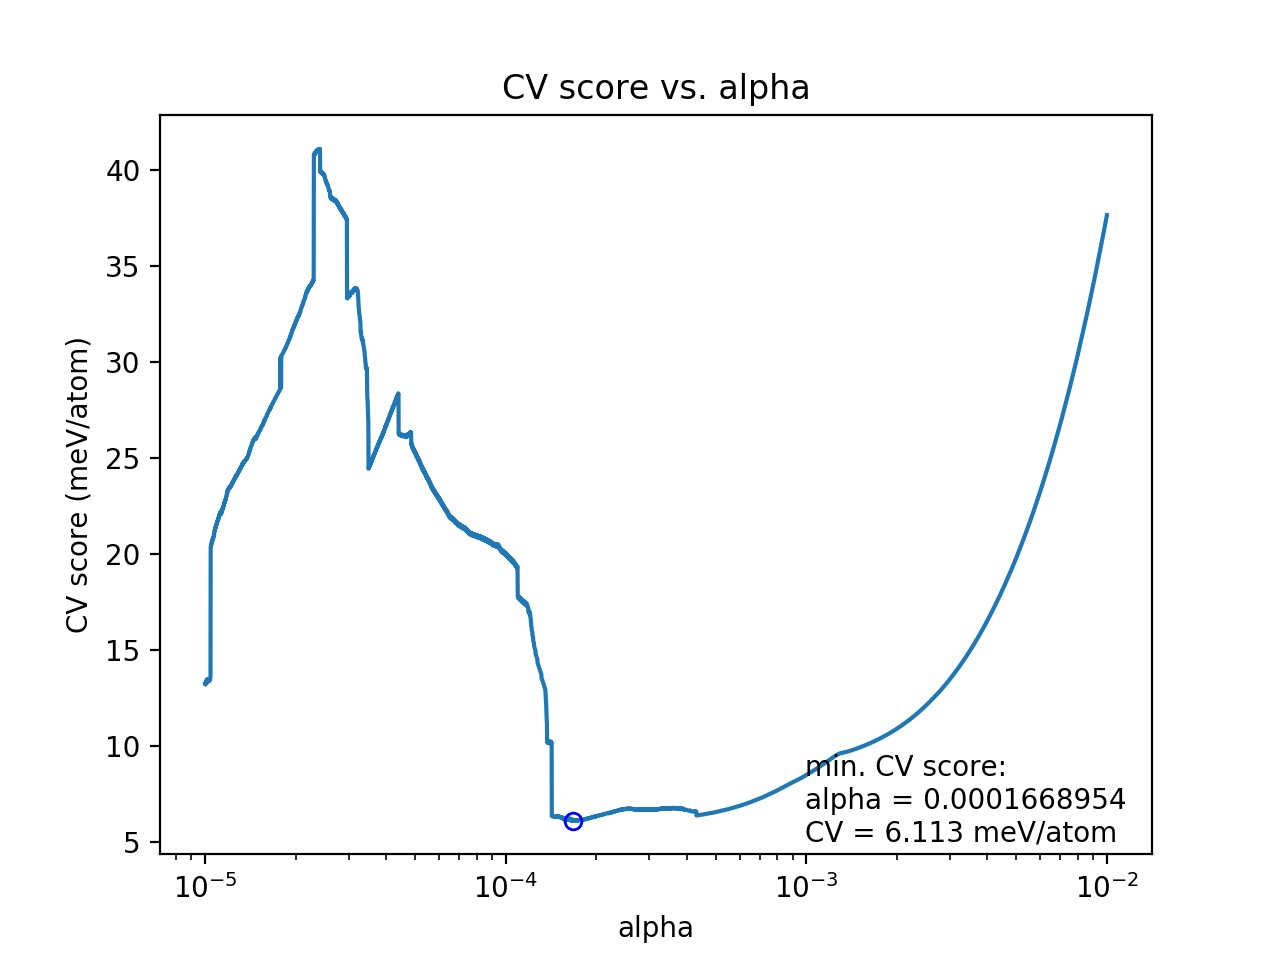 CV score vs. alpha
CV score (meV/atom)
40
35
30
25
20
15
10
5
min. CV score:
alpha = 0.0001668954
CV = 6.113 meV/atom
10⁻⁵ 10⁻⁴ 10⁻³ 10⁻²
alpha